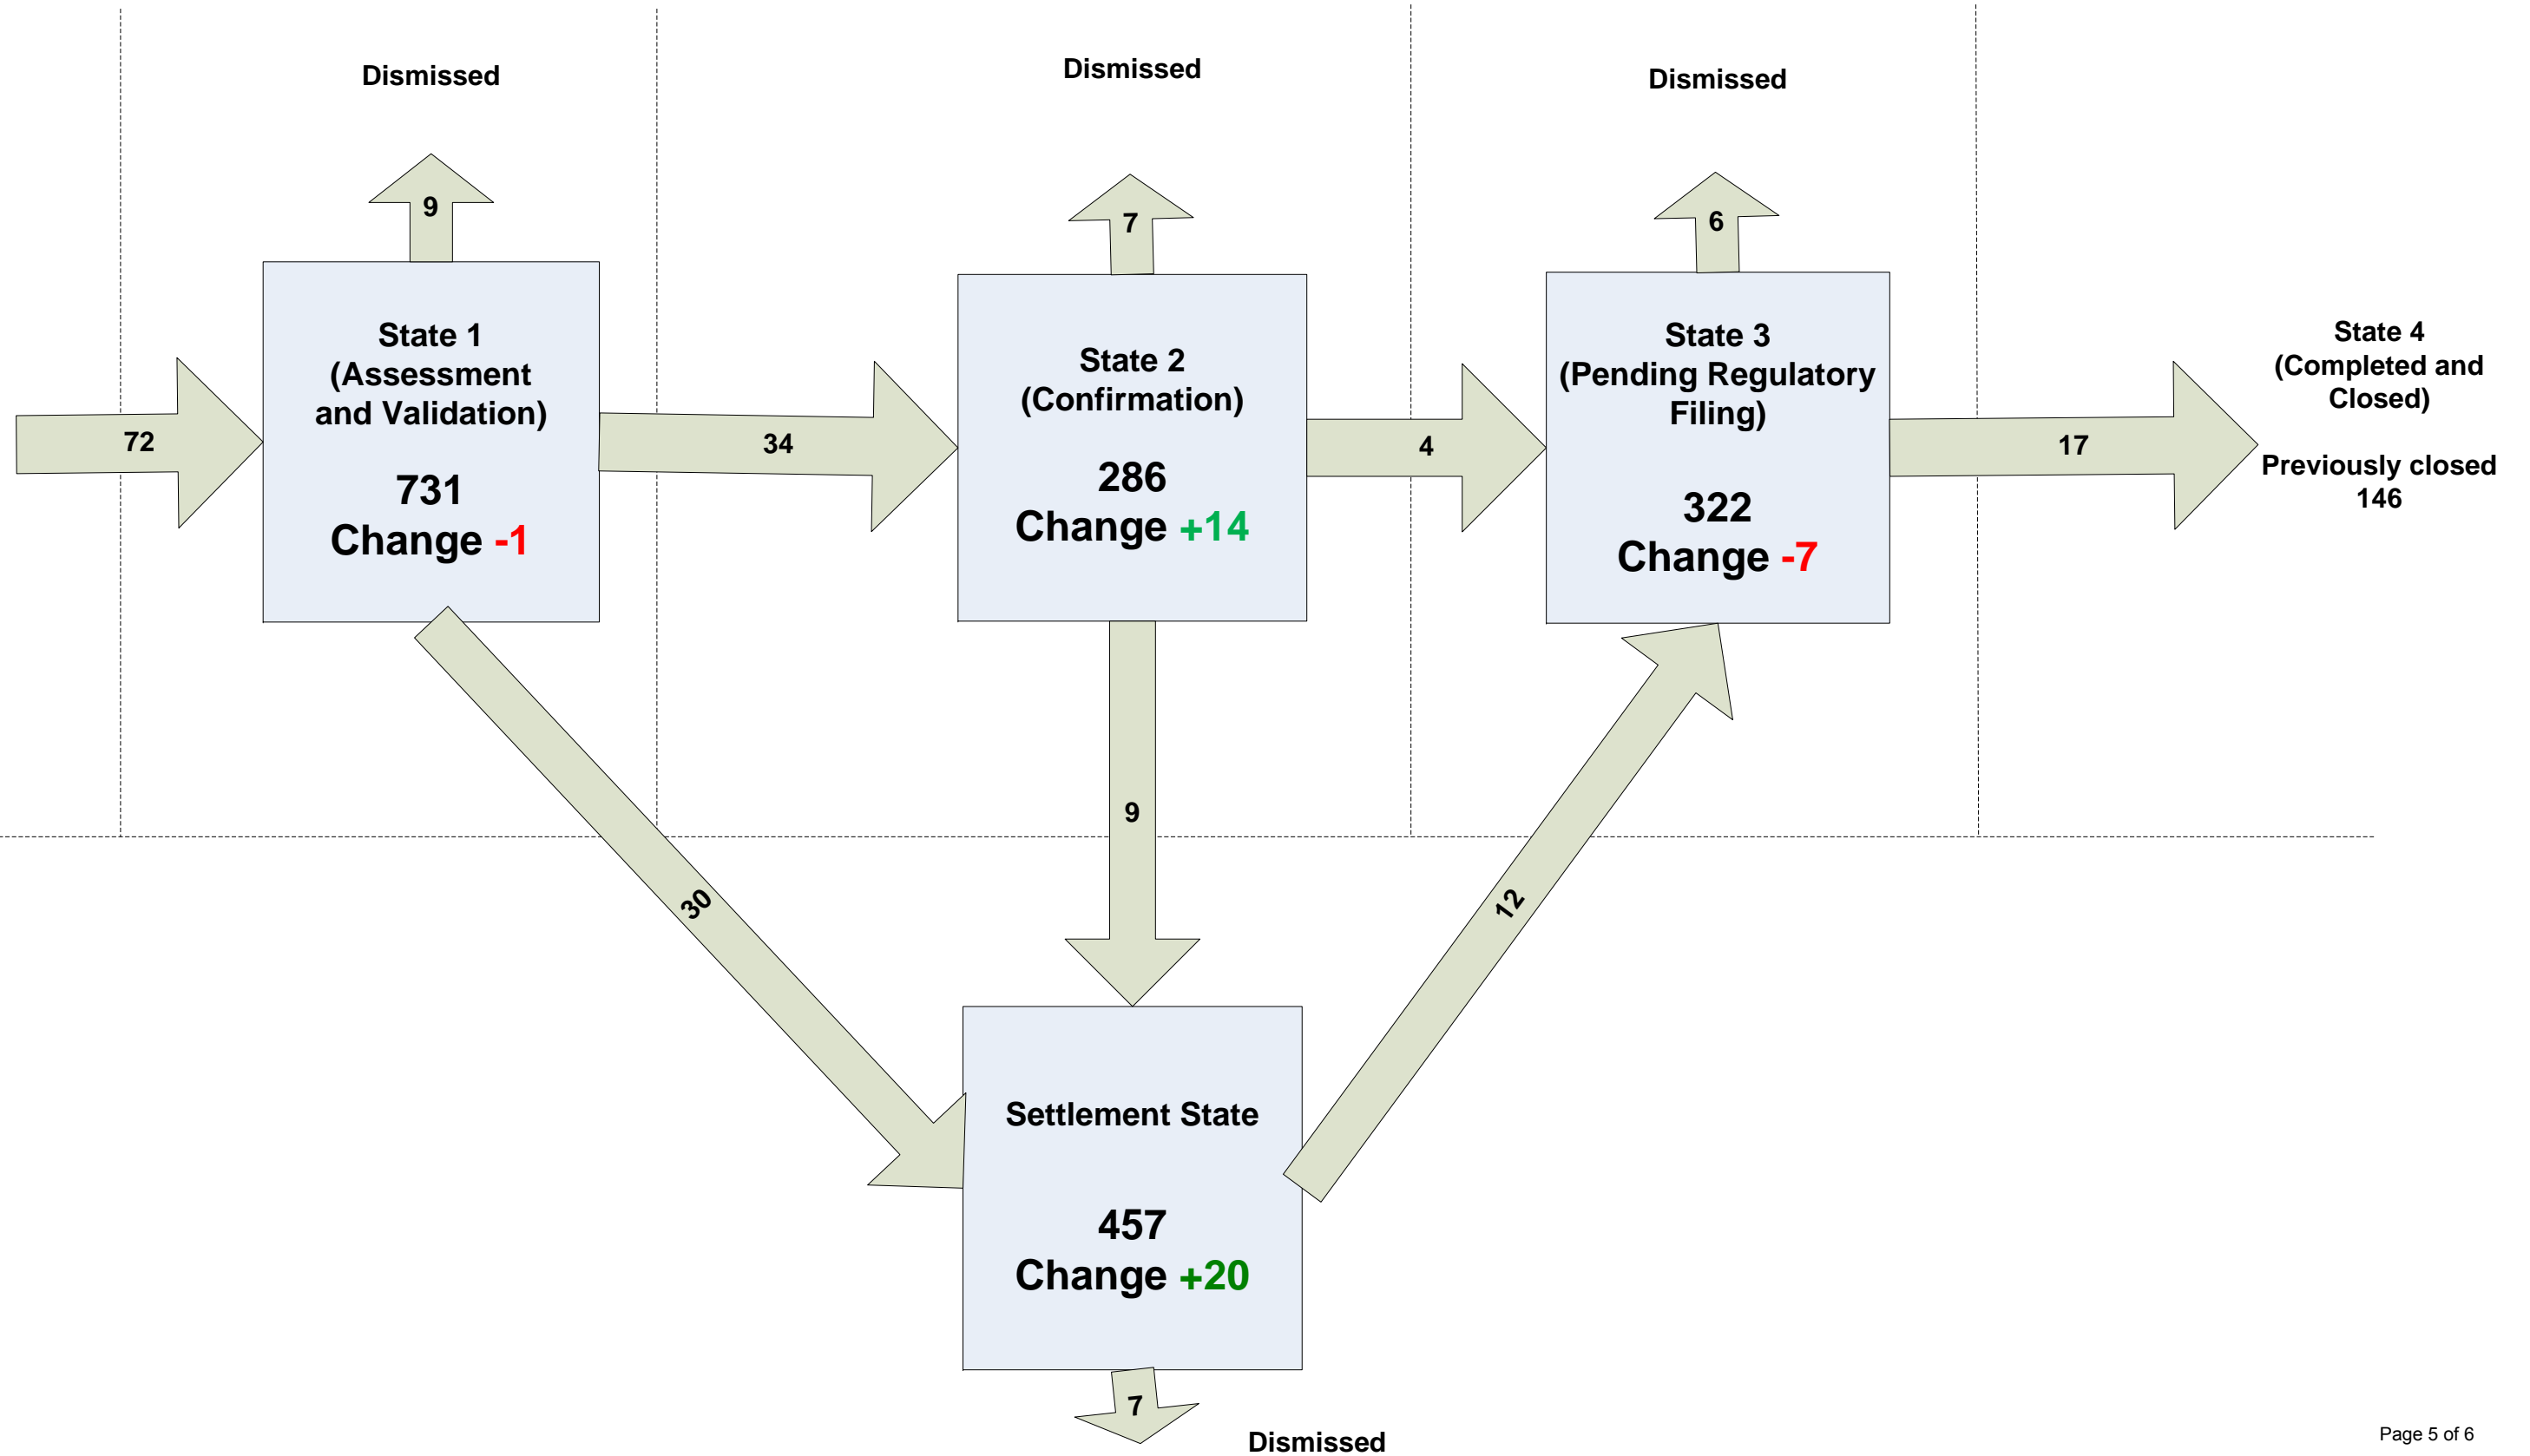 Dismissed
Dismissed
Dismissed
9
7
6
72
State 1
(Assessment
and Validation)
731
Change -1
34
State 2
(Confirmation)
286
Change +14
4
State 3
(Pending Regulatory
Filing)
322
Change -7
17
State 4
(Completed and
Closed)
Previously closed
146
30
9
12
Settlement State
457
Change +20
7
Dismissed
Page 5 of 6